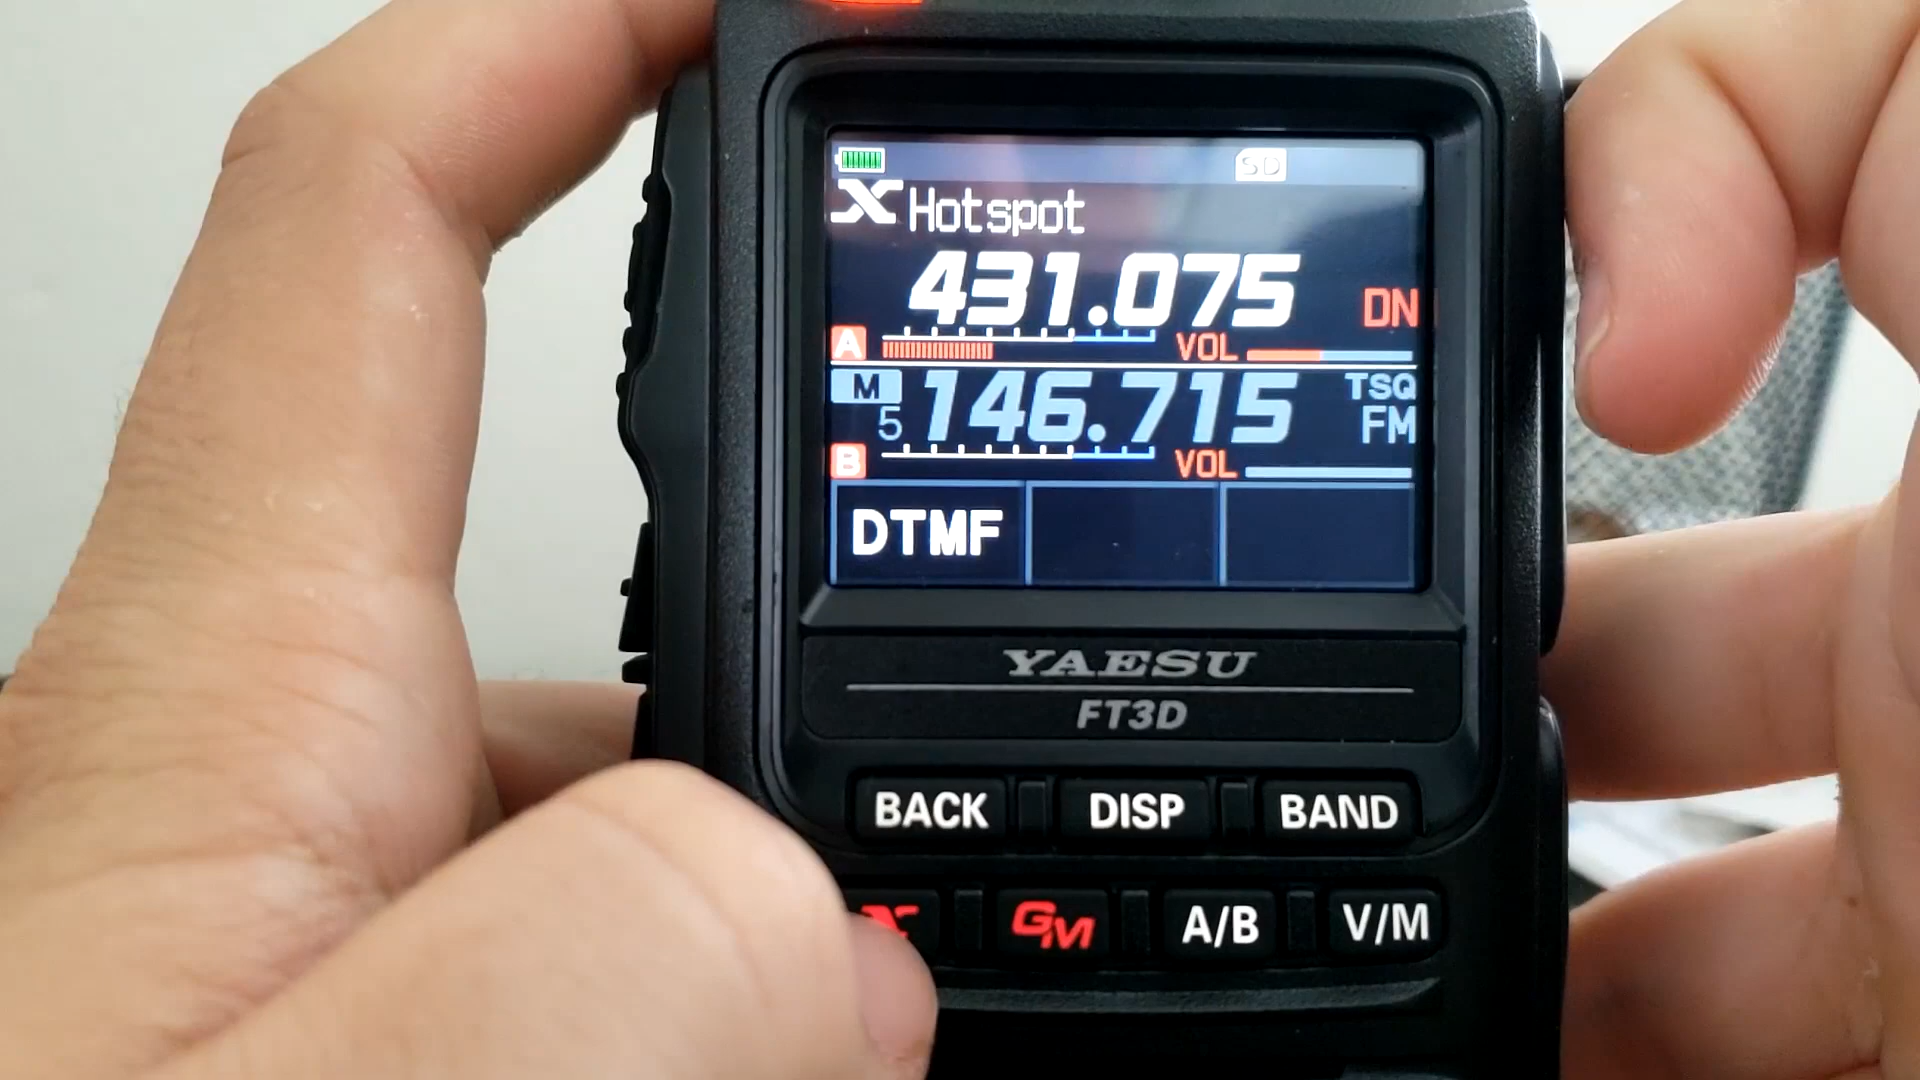 SD
X Hotspot
431.075 DN
A VOL
M 146.715 TSQ
5 FM
B VOL
DTMF
YAESU
FT3D
BACK DISP BAND
X GM A/B V/M